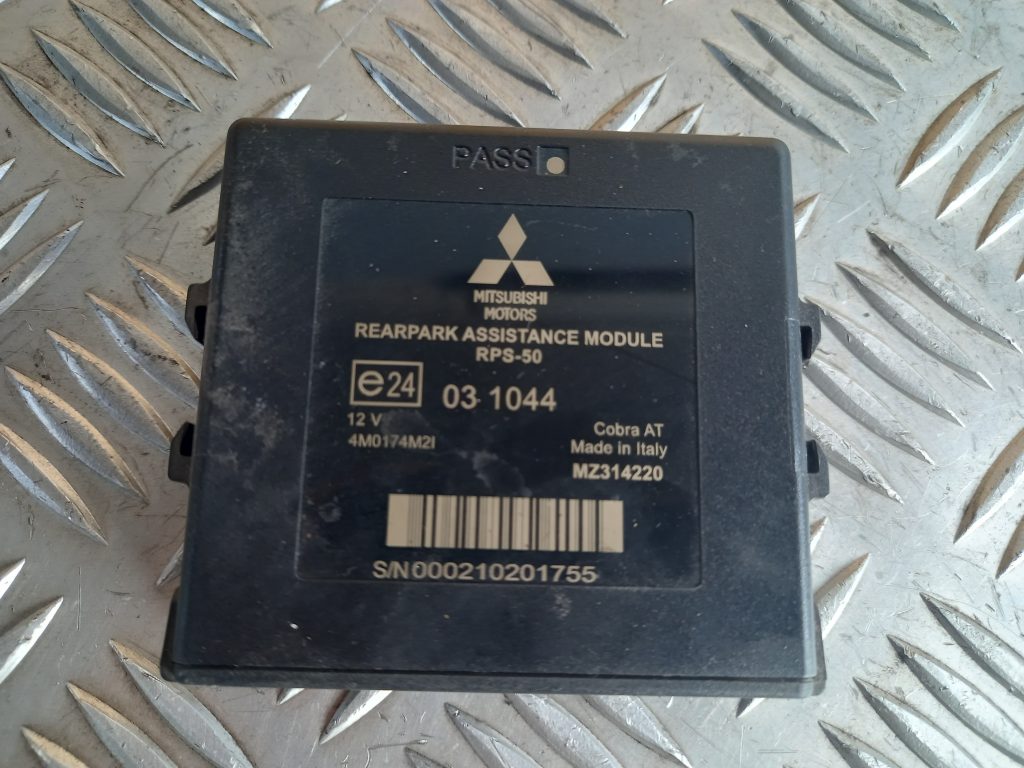 PASS
MITSUBISHI
MOTORS
REARPARK ASSISTANCE MODULE
RPS-50
e24 03 1044
12 V
4M0174M2I
Cobra AT
Made in Italy
MZ314220
S/N 000210201755